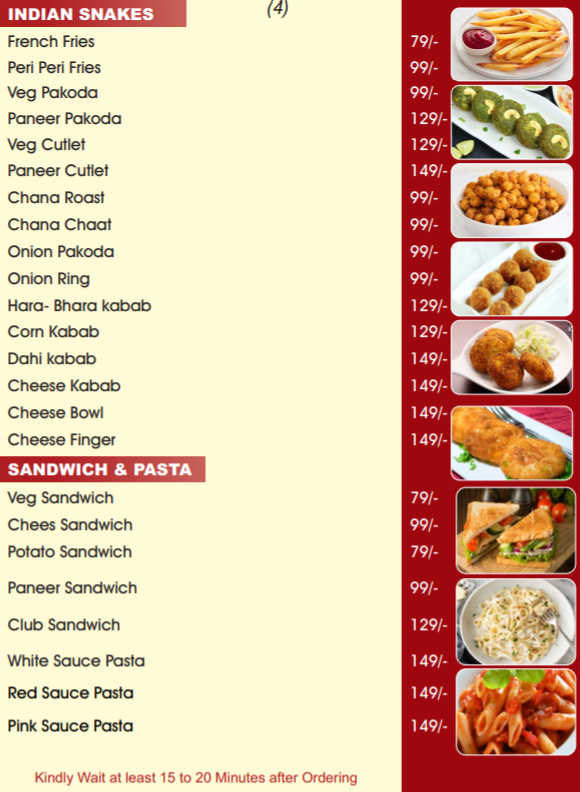 (4)
INDIAN SNAKES
French Fries 79/-
Peri Peri Fries 99/-
Veg Pakoda 99/-
Paneer Pakoda 129/-
Veg Cutlet 129/-
Paneer Cutlet 149/-
Chana Roast 99/-
Chana Chaat 99/-
Onion Pakoda 99/-
Onion Ring 99/-
Hara- Bhara kabab 129/-
Corn Kabab 129/-
Dahi kabab 149/-
Cheese Kabab 149/-
Cheese Bowl 149/-
Cheese Finger 149/-
SANDWICH & PASTA
Veg Sandwich 79/-
Chees Sandwich 99/-
Potato Sandwich 79/-
Paneer Sandwich 99/-
Club Sandwich 129/-
White Sauce Pasta 149/-
Red Sauce Pasta 149/-
Pink Sauce Pasta 149/-
Kindly Wait at least 15 to 20 Minutes after Ordering